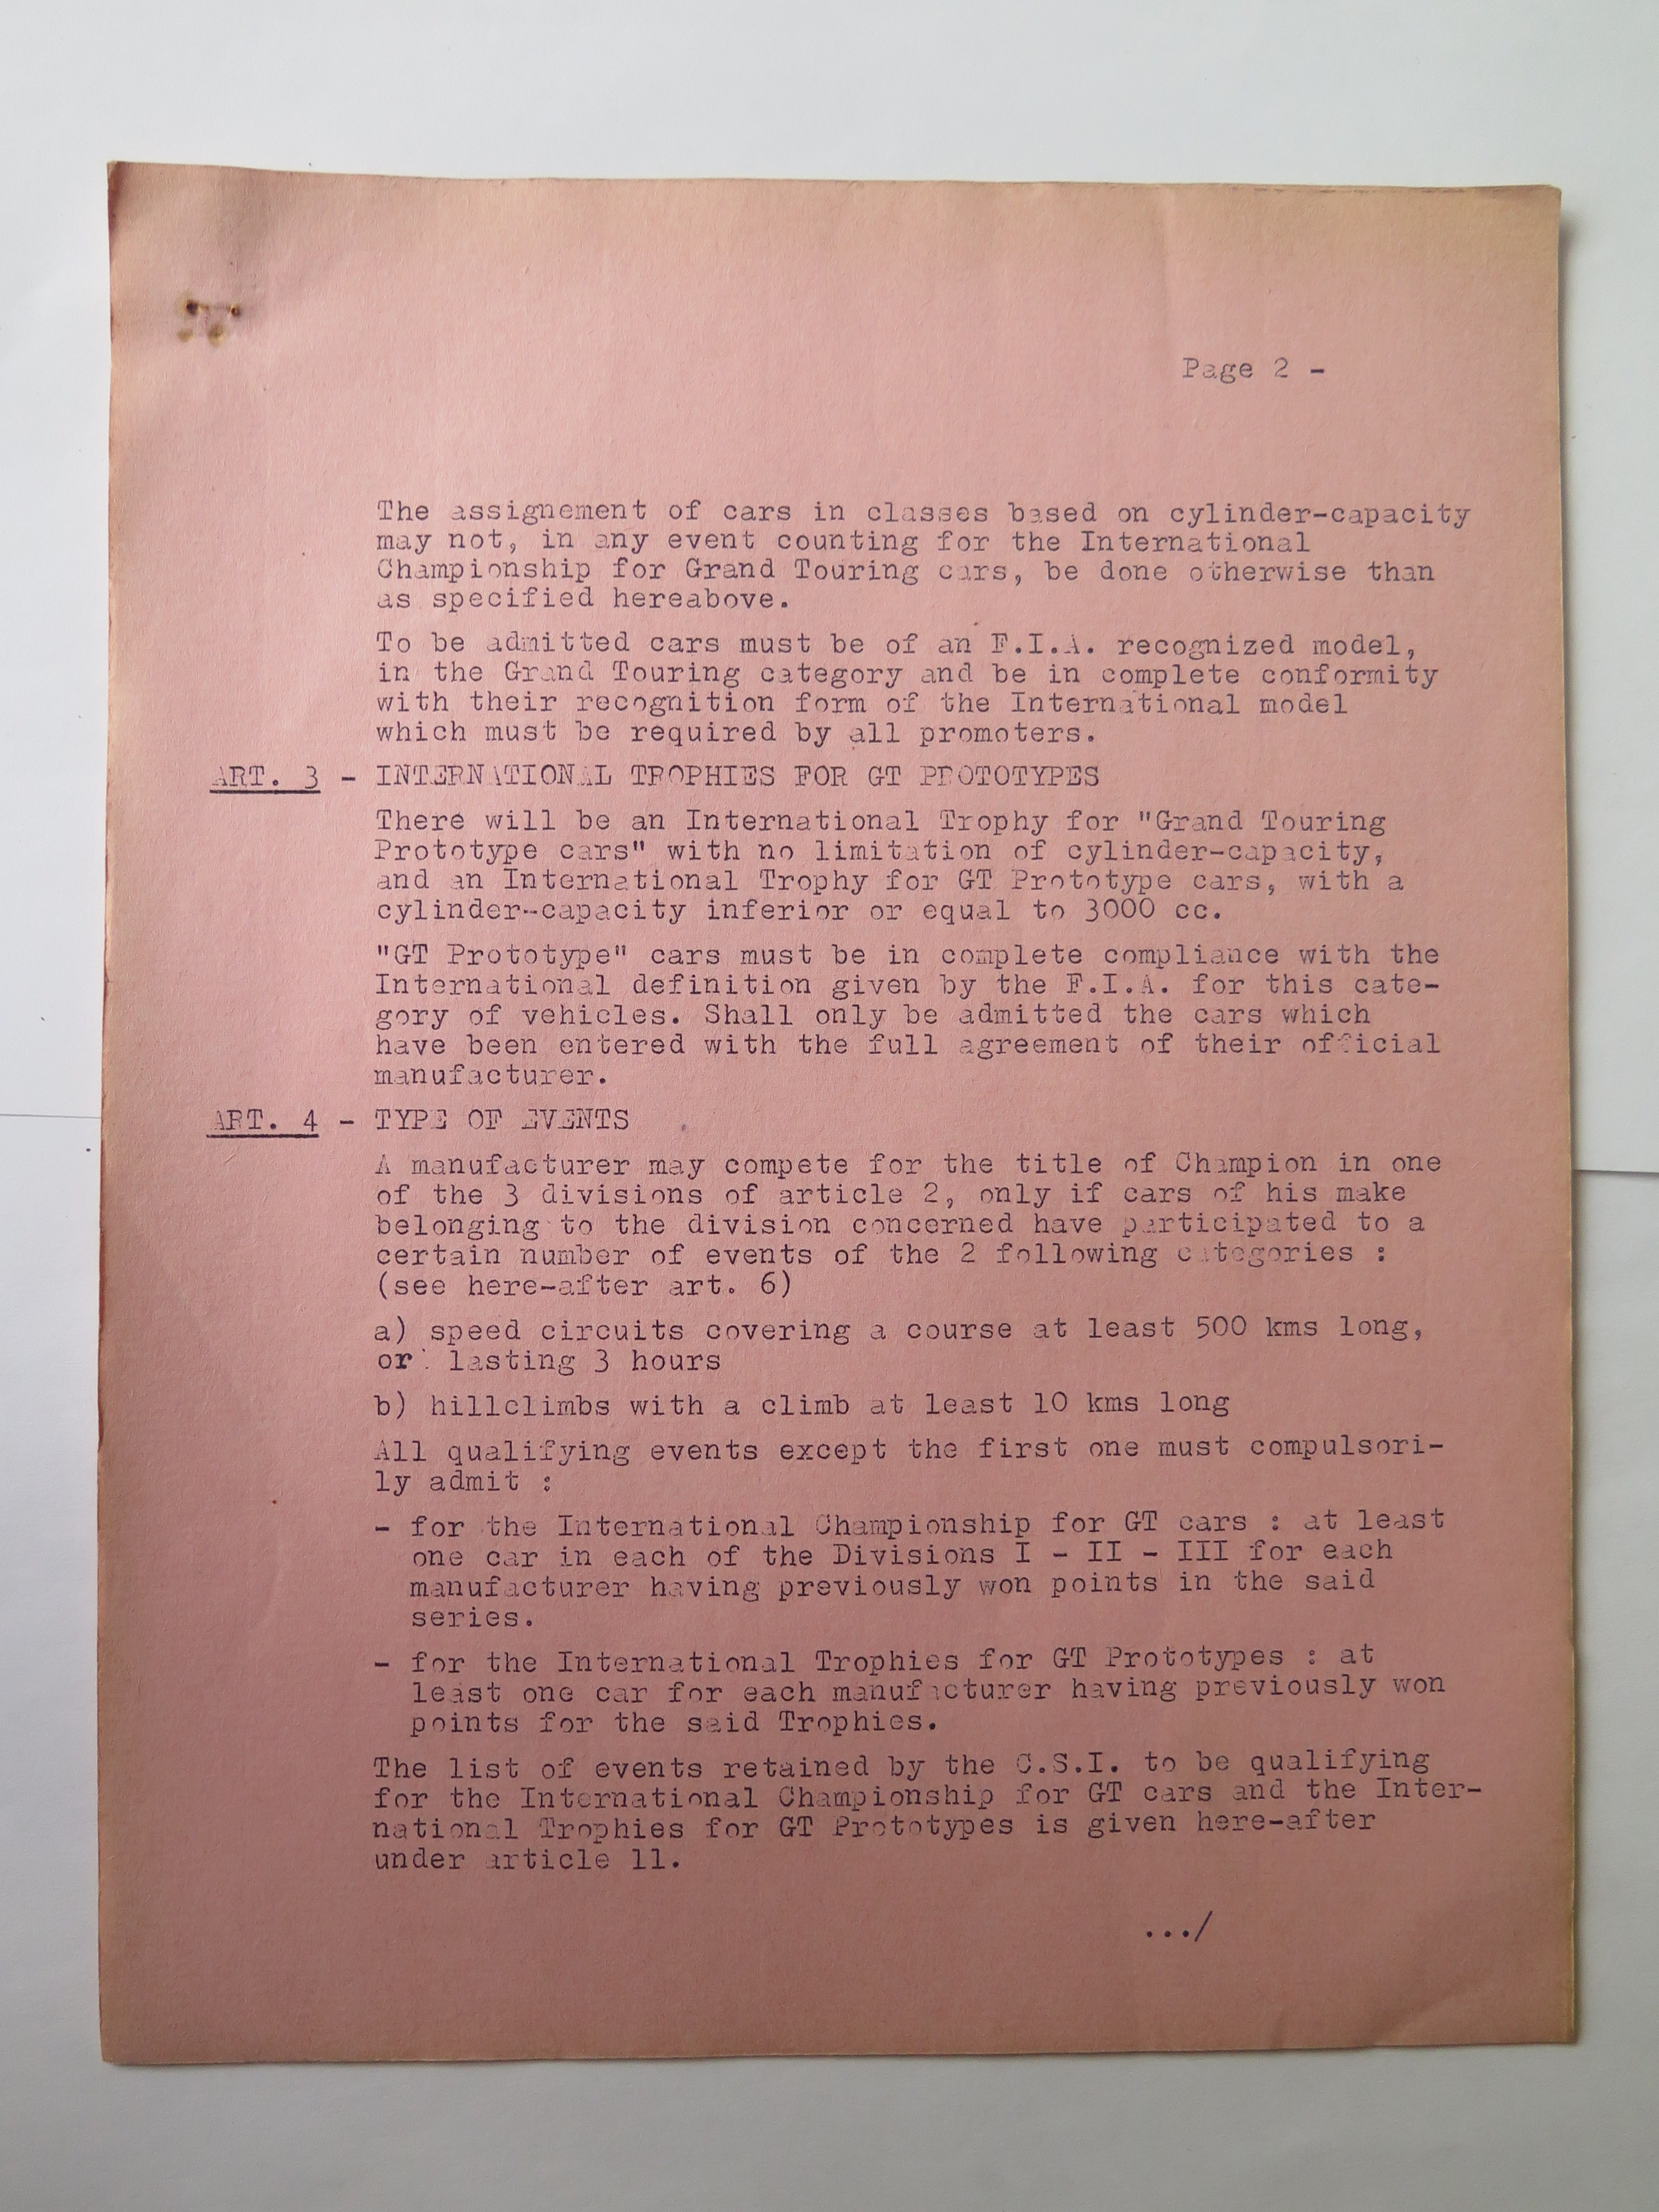 Page 2 -
The assignement of cars in classes based on cylinder-capacity
may not, in any event counting for the International
Championship for Grand Touring cars, be done otherwise than
as specified hereabove.
To be admitted cars must be of an F.I.A. recognized model,
in the Grand Touring category and be in complete conformity
with their recognition form of the International model
which must be required by all promoters.
ART. 3 - INTERNATIONAL TROPHIES FOR GT PROTOTYPES
There will be an International Trophy for "Grand Touring
Prototype cars" with no limitation of cylinder-capacity,
and an International Trophy for GT Prototype cars, with a
cylinder-capacity inferior or equal to 3000 cc.
"GT Prototype" cars must be in complete compliance with the
International definition given by the F.I.A. for this cate-
gory of vehicles. Shall only be admitted the cars which
have been entered with the full agreement of their official
manufacturer.
ART. 4 - TYPE OF EVENTS
A manufacturer may compete for the title of Champion in one
of the 3 divisions of article 2, only if cars of his make
belonging to the division concerned have participated to a
certain number of events of the 2 following categories :
(see here-after art. 6)
a) speed circuits covering a course at least 500 kms long,
or lasting 3 hours
b) hillclimbs with a climb at least 10 kms long
All qualifying events except the first one must compulsori-
ly admit :
- for the International Championship for GT cars : at least
one car in each of the Divisions I - II - III for each
manufacturer having previously won points in the said
series.
- for the International Trophies for GT Prototypes : at
least one car for each manufacturer having previously won
points for the said Trophies.
The list of events retained by the C.S.I. to be qualifying
for the International Championship for GT cars and the Inter-
national Trophies for GT Prototypes is given here-after
under article 11.
.../